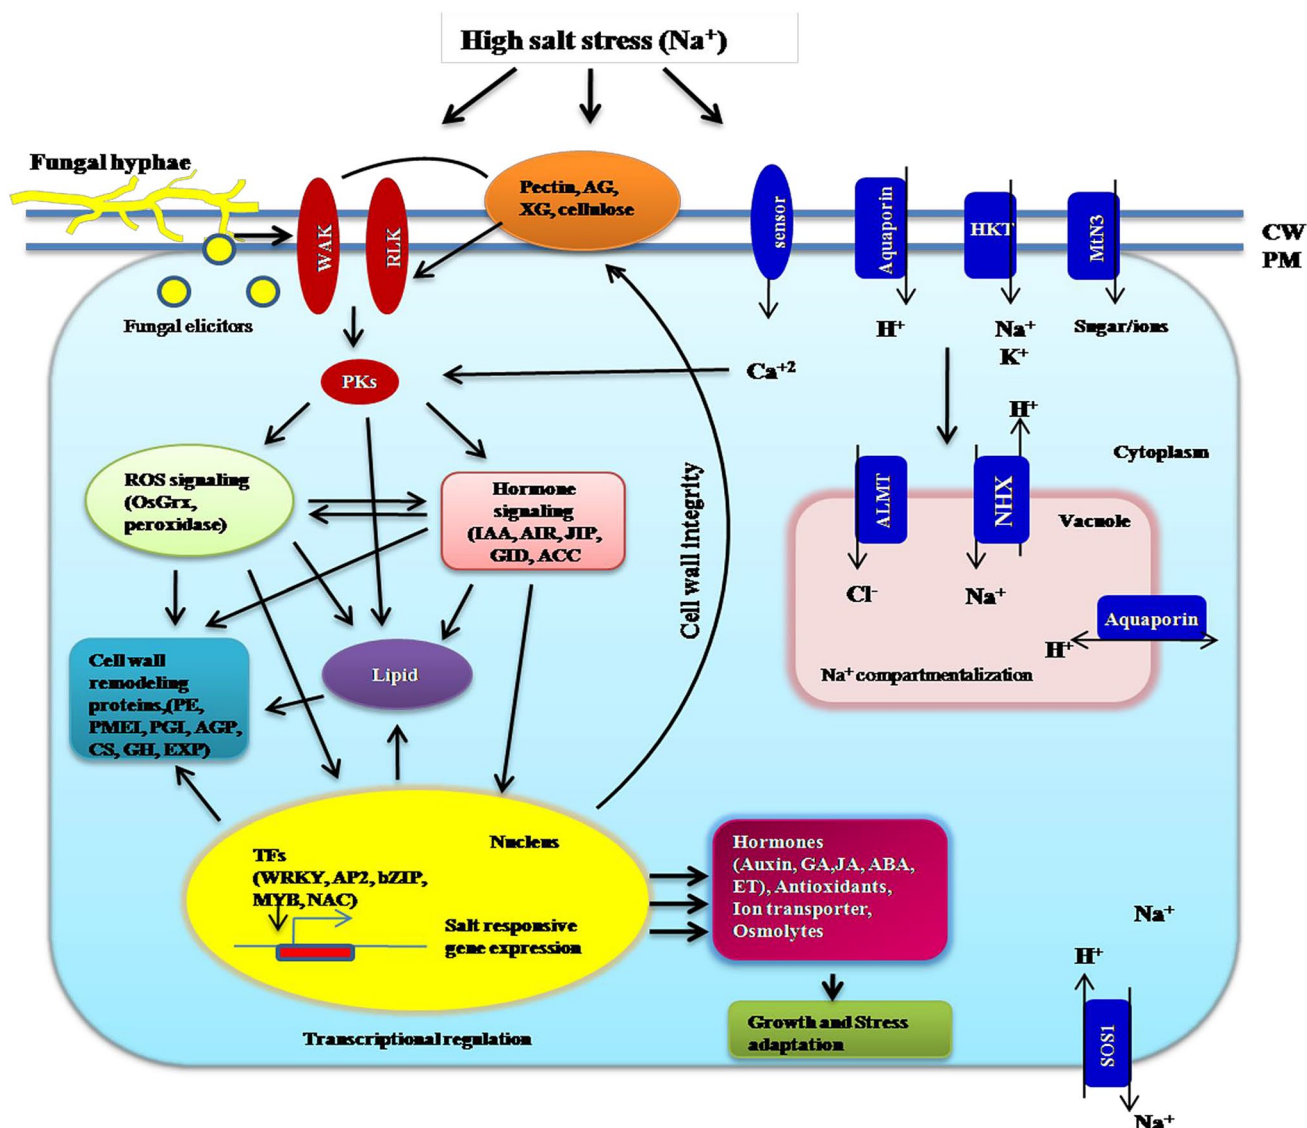 High salt stress (Na⁺)
Fungal hyphae
Pectin, AG,
XG, cellulose
WAK
RLK
sensor
Aquaporin
HKT
MtN3
CW
PM
Fungal elicitors
H⁺
Na⁺
K⁺
Sugar/ions
PKs
Ca⁺²
H⁺
Cytoplasm
ROS signaling
(OsGrx,
peroxidase)
Hormone
signaling
(IAA, AIR, JIP,
GID, ACC
Cell wall integrity
ALMT
NHX
Vacuole
Cl⁻
Na⁺
Aquaporin
H⁺
Na⁺ compartmentalization
Cell wall
remodeling
proteins,(PE,
PMEI, PGI, AGP,
CS, GH, EXP)
Lipid
Nucleus
TFs
(WRKY, AP2, bZIP,
MYB, NAC)
Salt responsive
gene expression
Hormones
(Auxin, GA,JA, ABA,
ET), Antioxidants,
Ion transporter,
Osmolytes
Na⁺
H⁺
SOS1
Na⁺
Growth and Stress
adaptation
Transcriptional regulation